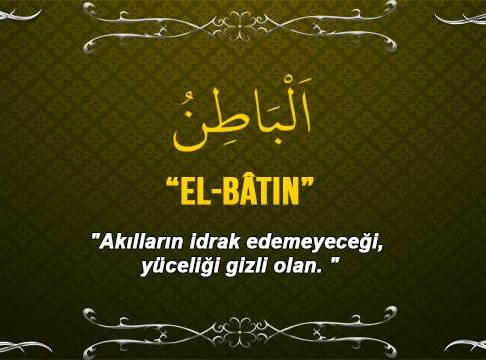 اَلْبَاطِنُ
“EL-BÂTIN”
"Akılların idrak edemeyeceği,
yüceliği gizli olan. "